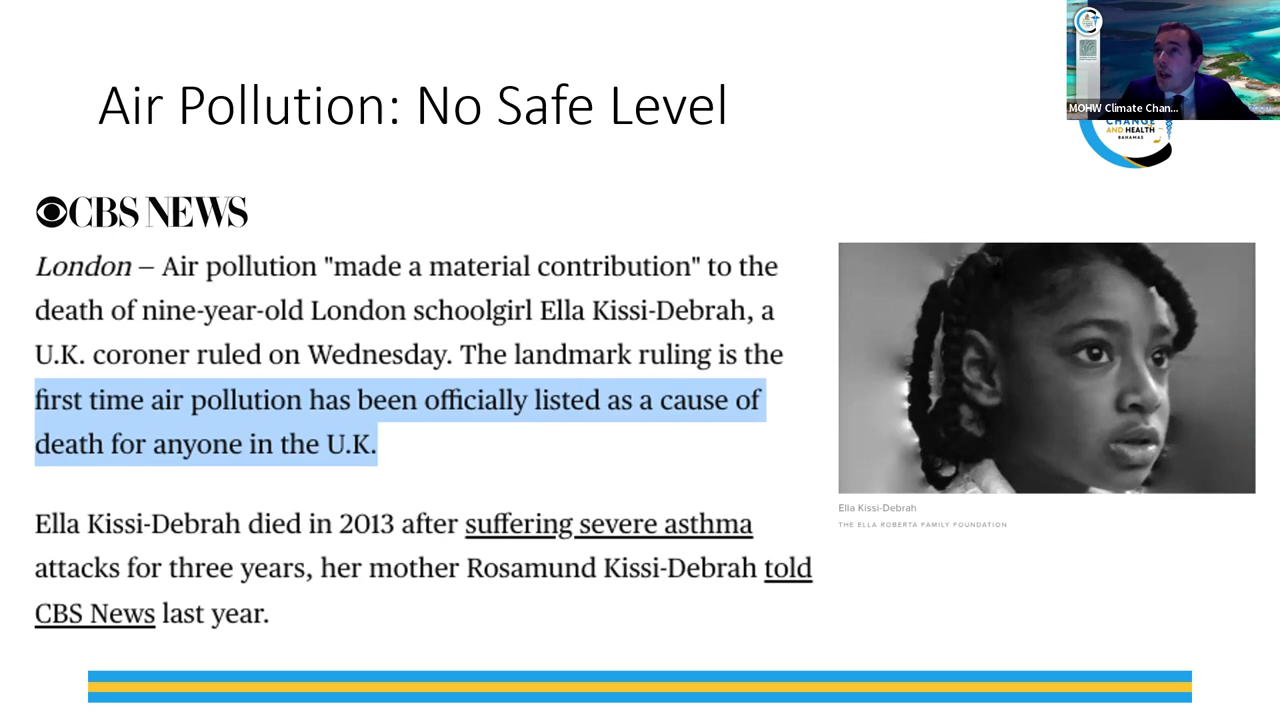 Air Pollution: No Safe Level
MOHW Climate Chan...
CHANGE
AND HEALTH
BAHAMAS
CBS NEWS
London – Air pollution "made a material contribution" to the
death of nine-year-old London schoolgirl Ella Kissi-Debrah, a
U.K. coroner ruled on Wednesday. The landmark ruling is the
first time air pollution has been officially listed as a cause of
death for anyone in the U.K.
Ella Kissi-Debrah died in 2013 after suffering severe asthma
attacks for three years, her mother Rosamund Kissi-Debrah told
CBS News last year.
Ella Kissi-Debrah
THE ELLA ROBERTA FAMILY FOUNDATION